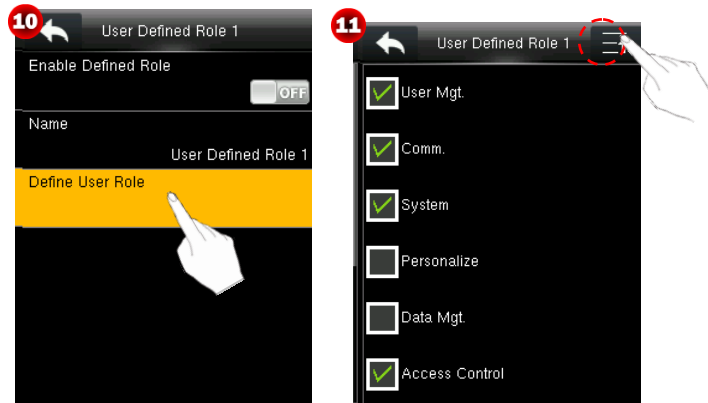 10
User Defined Role 1
Enable Defined Role
OFF
Name
User Defined Role 1
Define User Role
11
User Defined Role 1
User Mgt.
Comm.
System
Personalize
Data Mgt.
Access Control